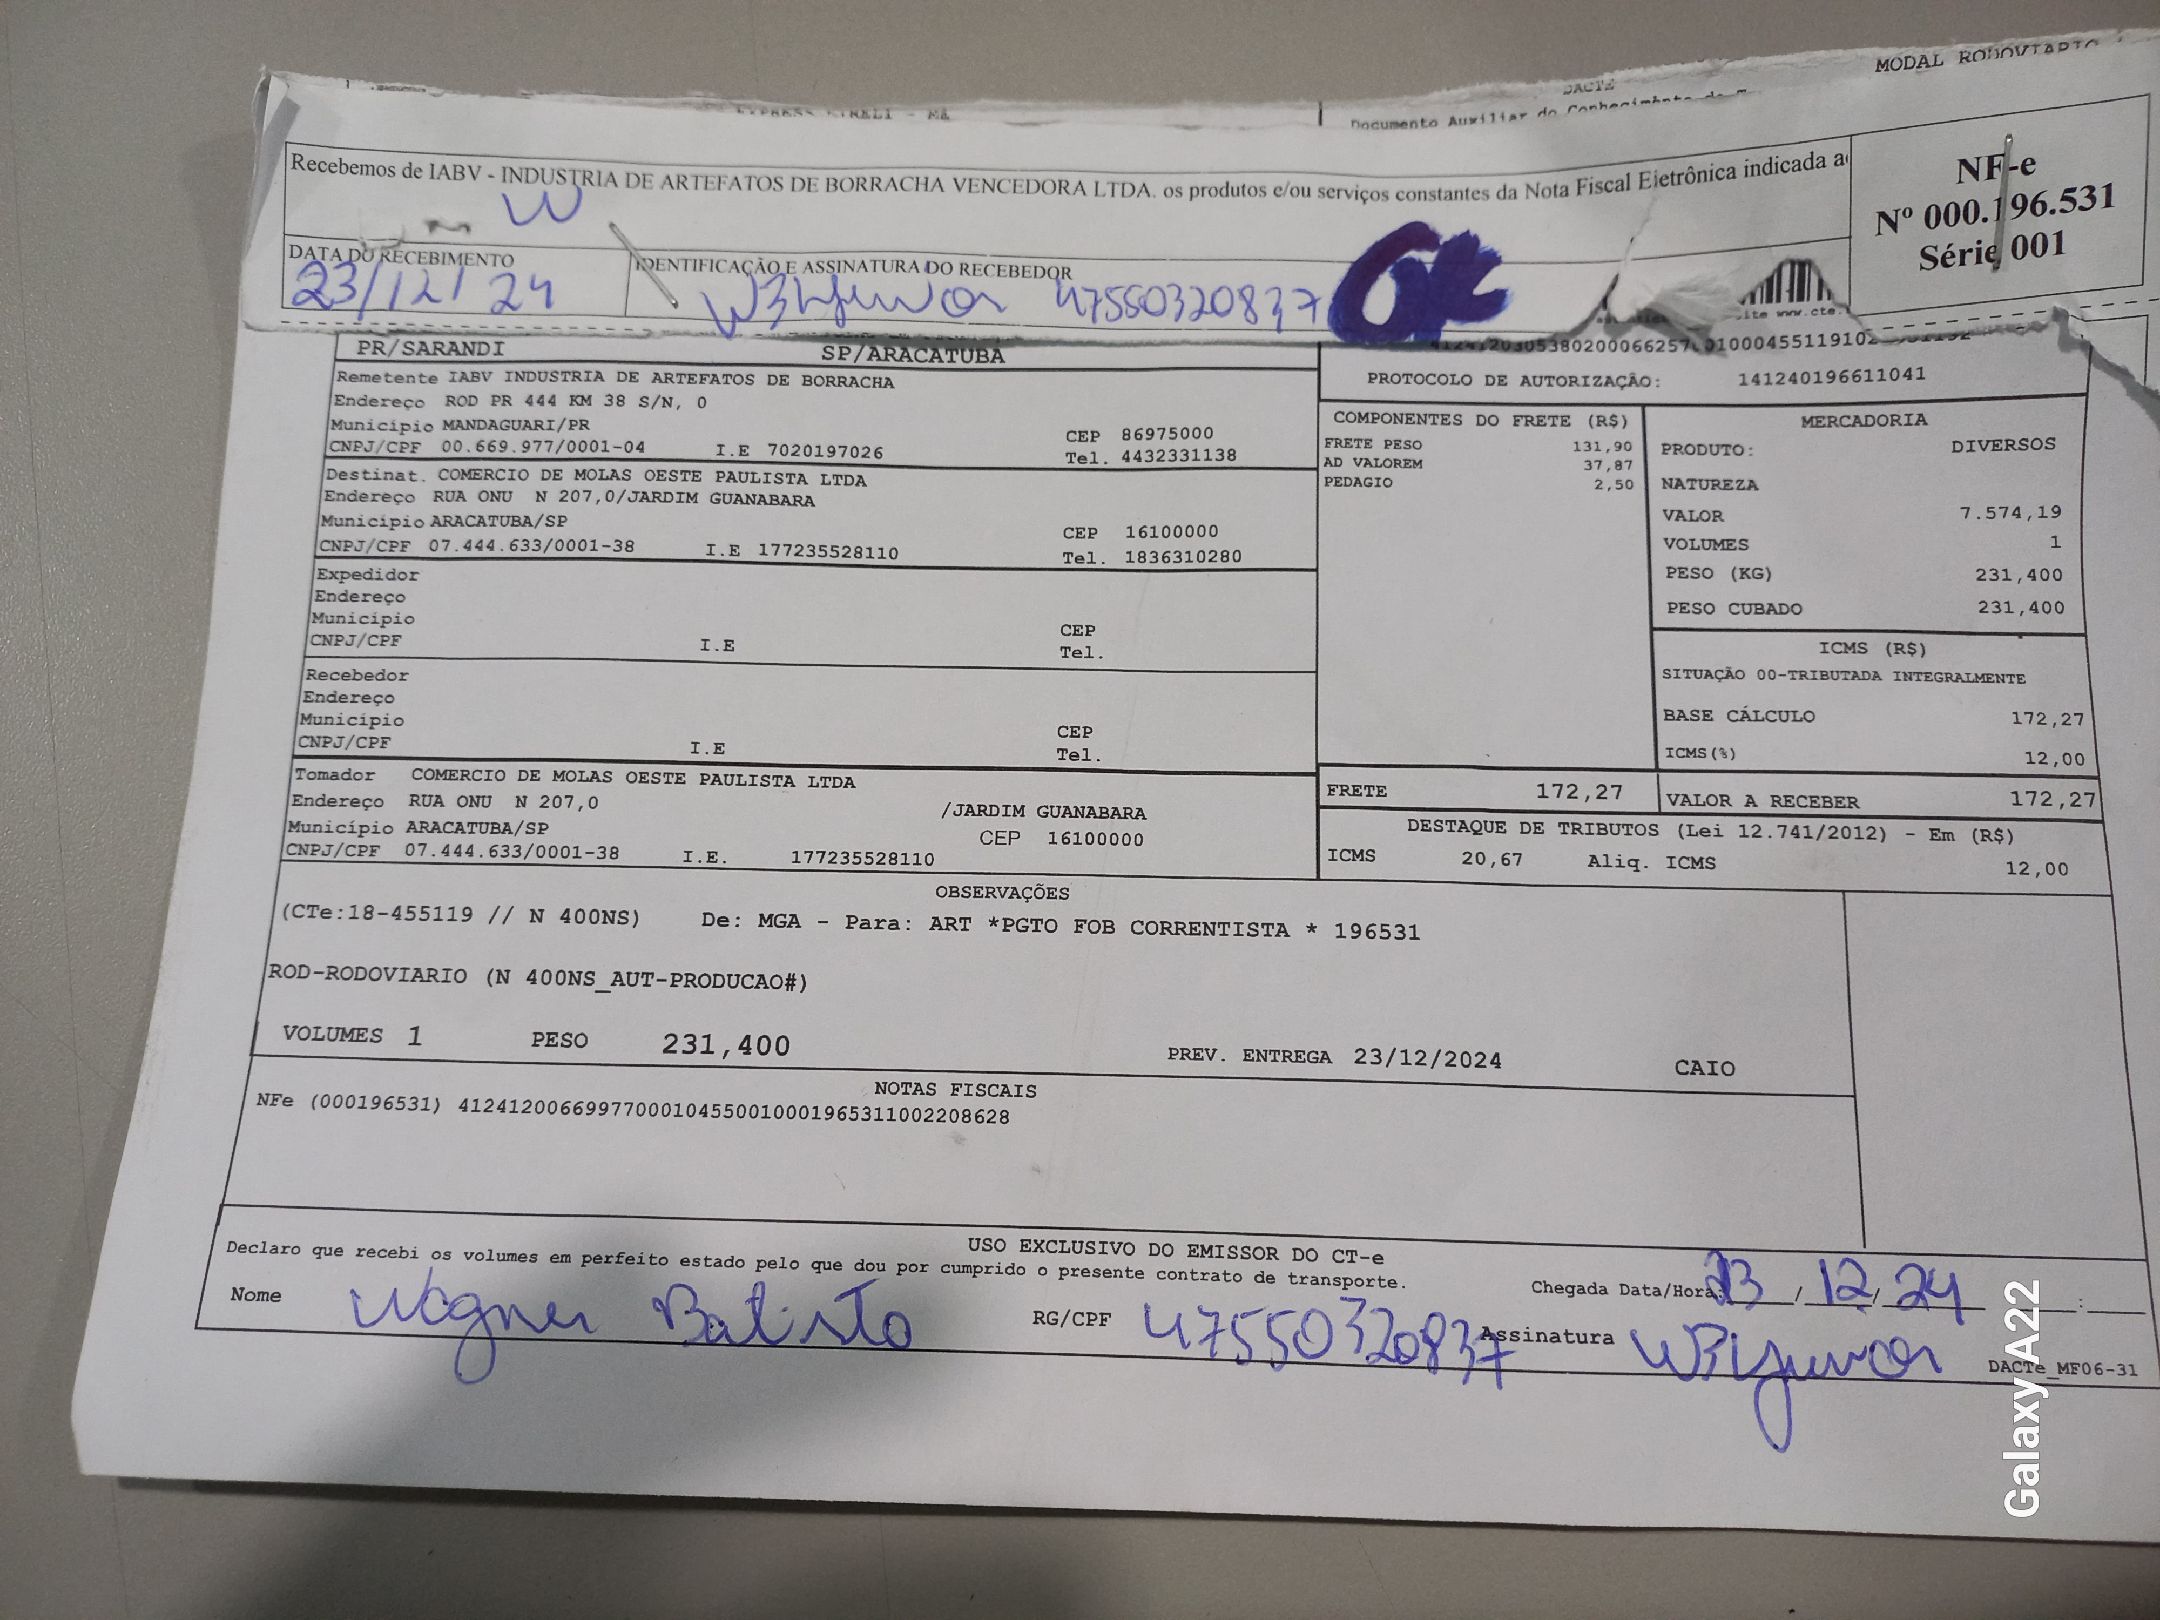 MODAL RODOVIARIO
DACTE
Documento Auxiliar do Conhecimento de
Recebemos de IABV - INDUSTRIA DE ARTEFATOS DE BORRACHA VENCEDORA LTDA. os produtos e/ou serviços constantes da Nota Fiscal Eletrônica indicada
NF-e
Nº 000.196.531
Série 001
W
DATA DO RECEBIMENTO
23/12/24
IDENTIFICAÇÃO E ASSINATURA DO RECEBEDOR
47550320837
OK
site www.cte.
PR/SARANDI SP/ARACATUBA
PROTOCOLO DE AUTORIZAÇÃO: 141240196611041
Remetente IABV INDUSTRIA DE ARTEFATOS DE BORRACHA
Endereço ROD PR 444 KM 38 S/N, 0
Município MANDAGUARI/PR CEP 86975000
CNPJ/CPF 00.669.977/0001-04 I.E 7020197026 Tel. 4432331138
Destinat. COMERCIO DE MOLAS OESTE PAULISTA LTDA
Endereço RUA ONU N 207,0/JARDIM GUANABARA
Município ARACATUBA/SP CEP 16100000
CNPJ/CPF 07.444.633/0001-38 I.E 177235528110 Tel. 1836310280
Expedidor
Endereço
Município CEP
CNPJ/CPF I.E Tel.
Recebedor
Endereço
Município CEP
CNPJ/CPF I.E Tel.
Tomador COMERCIO DE MOLAS OESTE PAULISTA LTDA
Endereço RUA ONU N 207,0 /JARDIM GUANABARA
Município ARACATUBA/SP CEP 16100000
CNPJ/CPF 07.444.633/0001-38 I.E. 177235528110
COMPONENTES DO FRETE (R$)
FRETE PESO 131,90
AD VALOREM 37,87
PEDAGIO 2,50
MERCADORIA
PRODUTO: DIVERSOS
NATUREZA
VALOR 7.574,19
VOLUMES 1
PESO (KG) 231,400
PESO CUBADO 231,400
ICMS (R$)
SITUAÇÃO 00-TRIBUTADA INTEGRALMENTE
BASE CÁLCULO 172,27
ICMS(%) 12,00
FRETE 172,27 VALOR A RECEBER 172,27
DESTAQUE DE TRIBUTOS (Lei 12.741/2012) - Em (R$)
ICMS 20,67 Aliq. ICMS 12,00
OBSERVAÇÕES
(CTe:18-455119 // N 400NS) De: MGA - Para: ART *PGTO FOB CORRENTISTA * 196531
ROD-RODOVIARIO (N 400NS_AUT-PRODUCAO#)
VOLUMES 1 PESO 231,400 PREV. ENTREGA 23/12/2024 CAIO
NOTAS FISCAIS
NFe (000196531) 41241200669977000104550010001965311002208628
USO EXCLUSIVO DO EMISSOR DO CT-e
Declaro que recebi os volumes em perfeito estado pelo que dou por cumprido o presente contrato de transporte.
Chegada Data/Hora: 23 / 12 / 24 __:__
Nome Wagner Batista RG/CPF 47550320837 Assinatura
DACTe_MF06-31
Galaxy A22